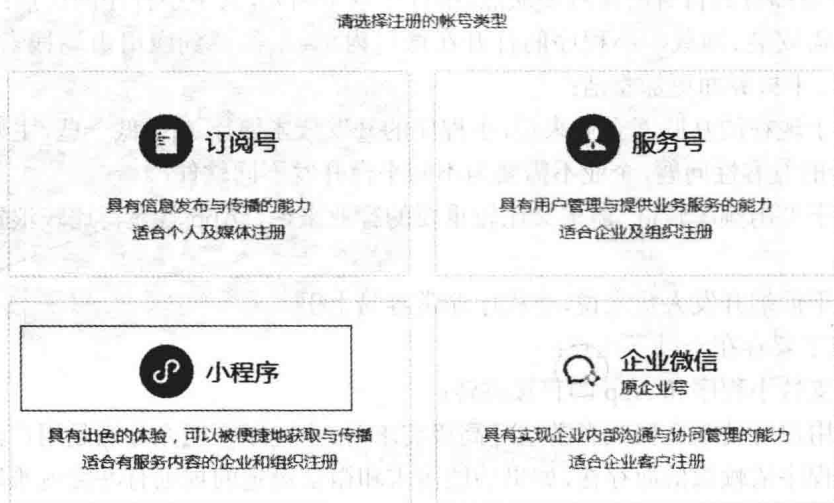 请选择注册的帐号类型
订阅号
具有信息发布与传播的能力
适合个人及媒体注册
服务号
具有用户管理与提供业务服务的能力
适合企业及组织注册
小程序
具有出色的体验，可以被便捷地获取与传播
适合有服务内容的企业和组织注册
企业微信
原企业号
具有实现企业内部沟通与协同管理的能力
适合企业客户注册